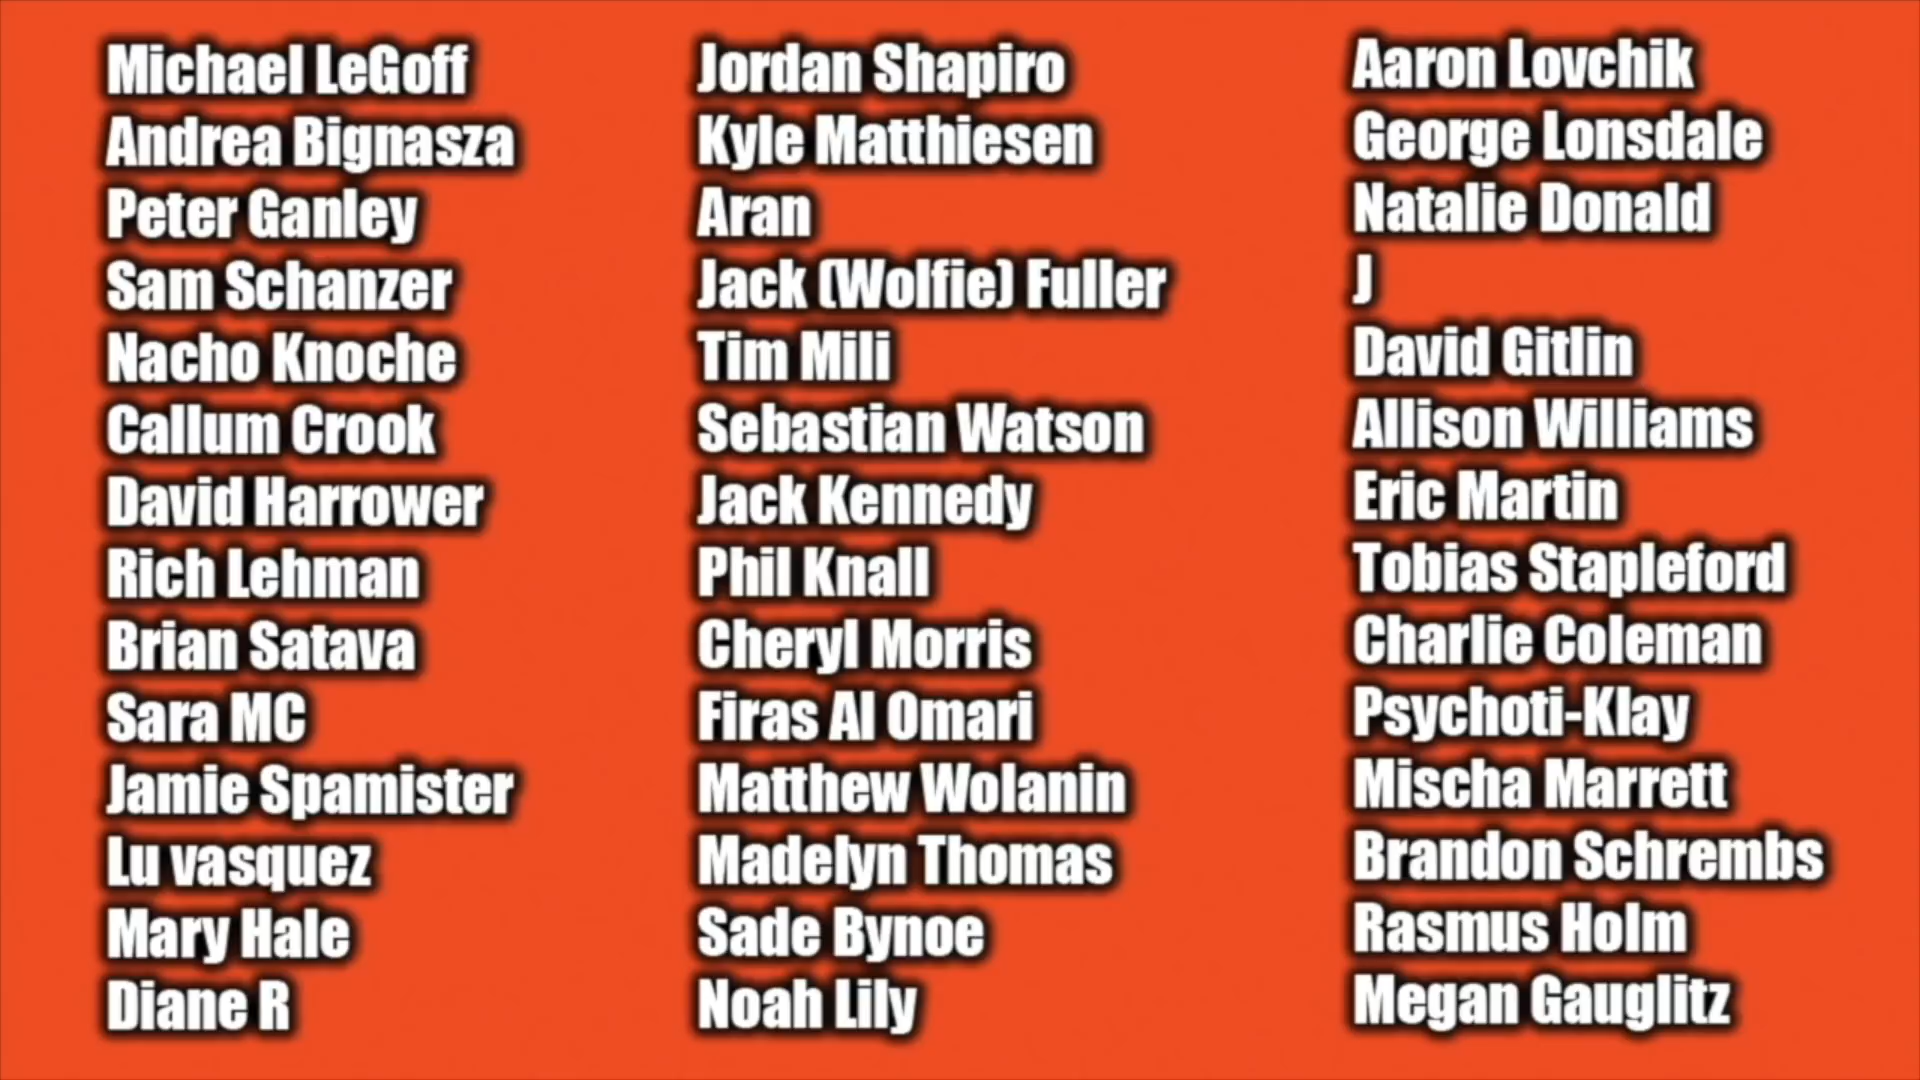 Michael LeGoff
Andrea Bignasza
Peter Ganley
Sam Schanzer
Nacho Knoche
Callum Crook
David Harrower
Rich Lehman
Brian Satava
Sara MC
Jamie Spamister
Lu vasquez
Mary Hale
Diane R
Jordan Shapiro
Kyle Matthiesen
Aran
Jack (Wolfie) Fuller
Tim Mili
Sebastian Watson
Jack Kennedy
Phil Knall
Cheryl Morris
Firas Al Omari
Matthew Wolanin
Madelyn Thomas
Sade Bynoe
Noah Lily
Aaron Lovchik
George Lonsdale
Natalie Donald
J
David Gitlin
Allison Williams
Eric Martin
Tobias Stapleford
Charlie Coleman
Psychoti-Klay
Mischa Marrett
Brandon Schrembs
Rasmus Holm
Megan Gauglitz